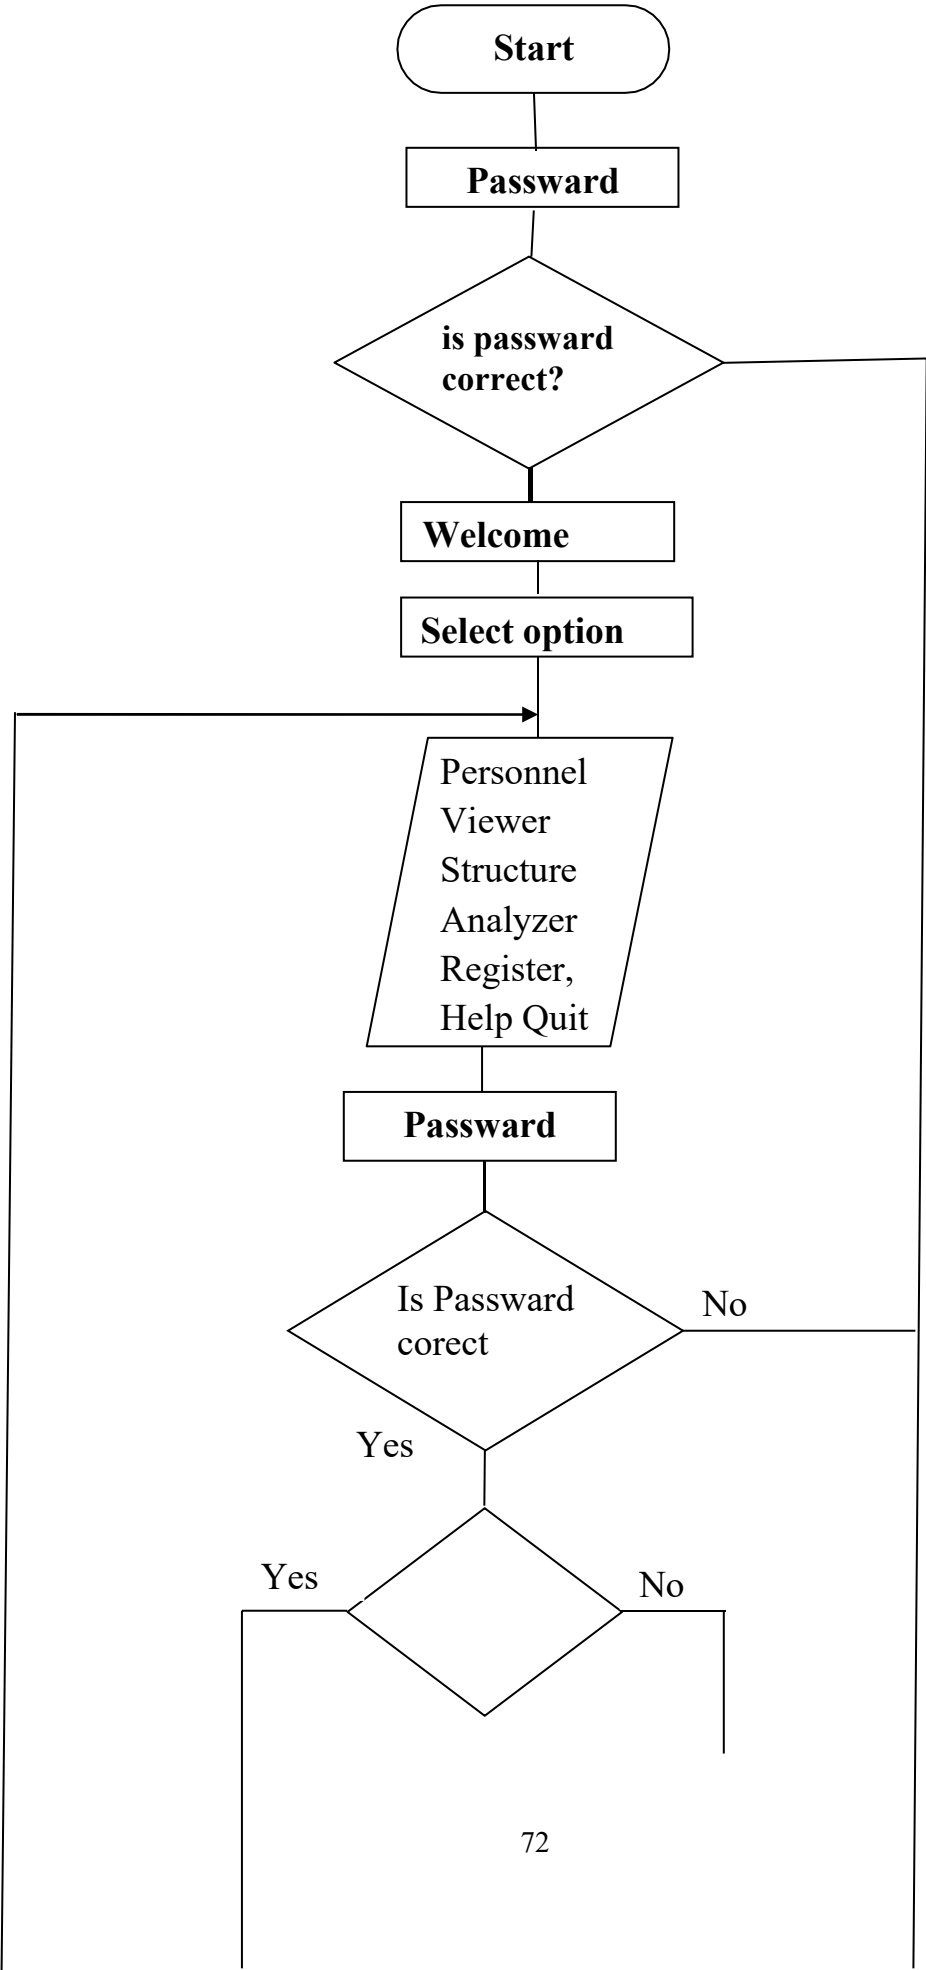 Start
Passward
is passward
correct?
Welcome
Select option
Personnel
Viewer
Structure
Analyzer
Register,
Help Quit
Passward
Is Passward
corect
No
Yes
Yes
No
72